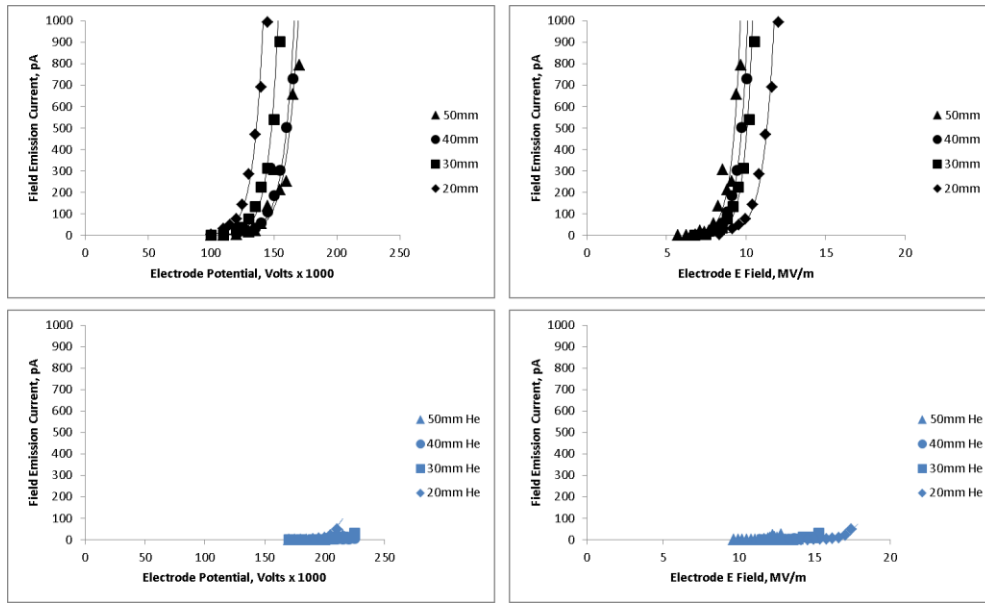 1000
900
800
700
600
500
400
300
200
100
0
Field Emission Current, pA
0 50 100 150 200 250
Electrode Potential, Volts x 1000
50mm
40mm
30mm
20mm
1000
900
800
700
600
500
400
300
200
100
0
Field Emission Current, pA
0 5 10 15 20
Electrode E Field, MV/m
50mm
40mm
30mm
20mm
1000
900
800
700
600
500
400
300
200
100
0
Field Emission Current, pA
0 50 100 150 200 250
Electrode Potential, Volts x 1000
50mm He
40mm He
30mm He
20mm He
1000
900
800
700
600
500
400
300
200
100
0
Field Emission Current, pA
0 5 10 15 20
Electrode E Field, MV/m
50mm He
40mm He
30mm He
20mm He